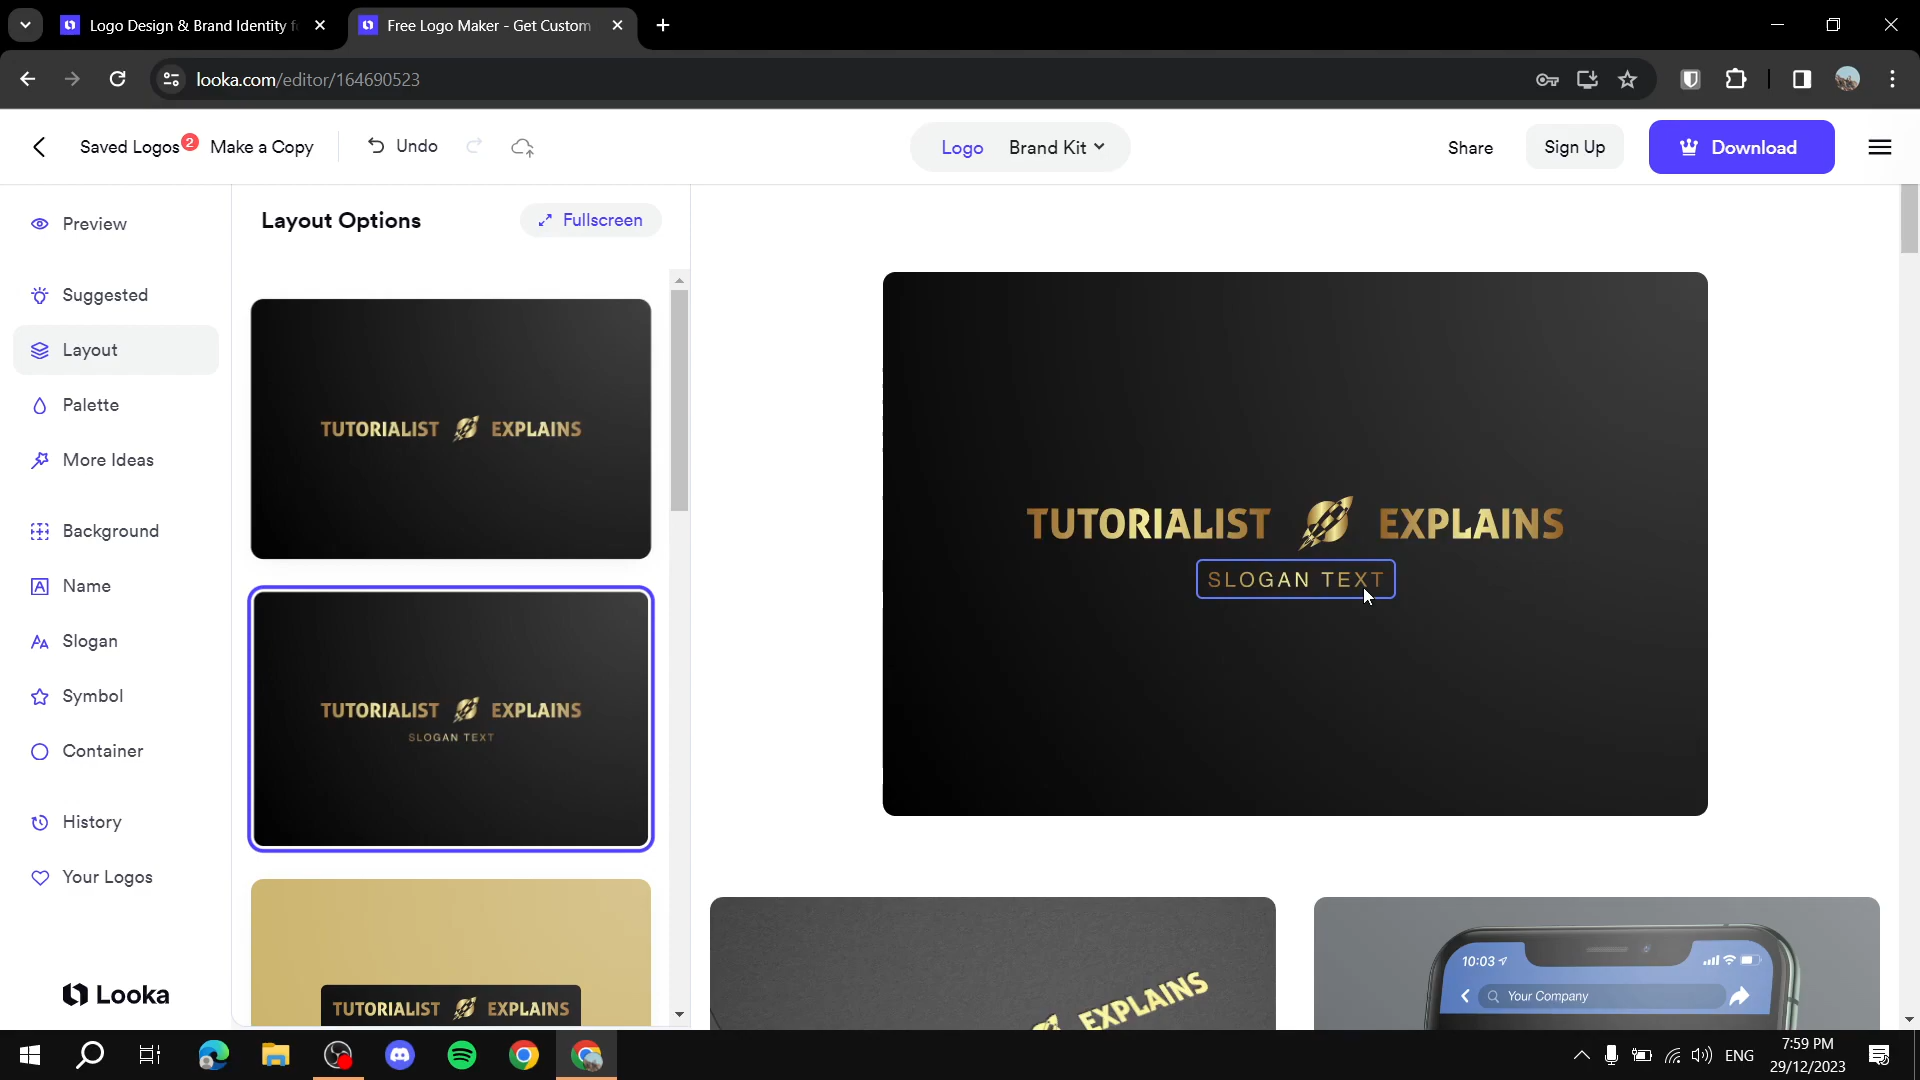 Logo Design & Brand Identity f
Free Logo Maker - Get Custom
looka.com/editor/164690523
Saved Logos 2
Make a Copy
Undo
Logo
Brand Kit
Share
Sign Up
Download
Preview
Suggested
Layout
Palette
More Ideas
Background
Name
Slogan
Symbol
Container
History
Your Logos
Looka
Layout Options
Fullscreen
TUTORIALIST EXPLAINS
TUTORIALIST EXPLAINS
SLOGAN TEXT
TUTORIALIST EXPLAINS
TUTORIALIST EXPLAINS
SLOGAN TEXT
EXPLAINS
10:03
Your Company
ENG
7:59 PM
29/12/2023